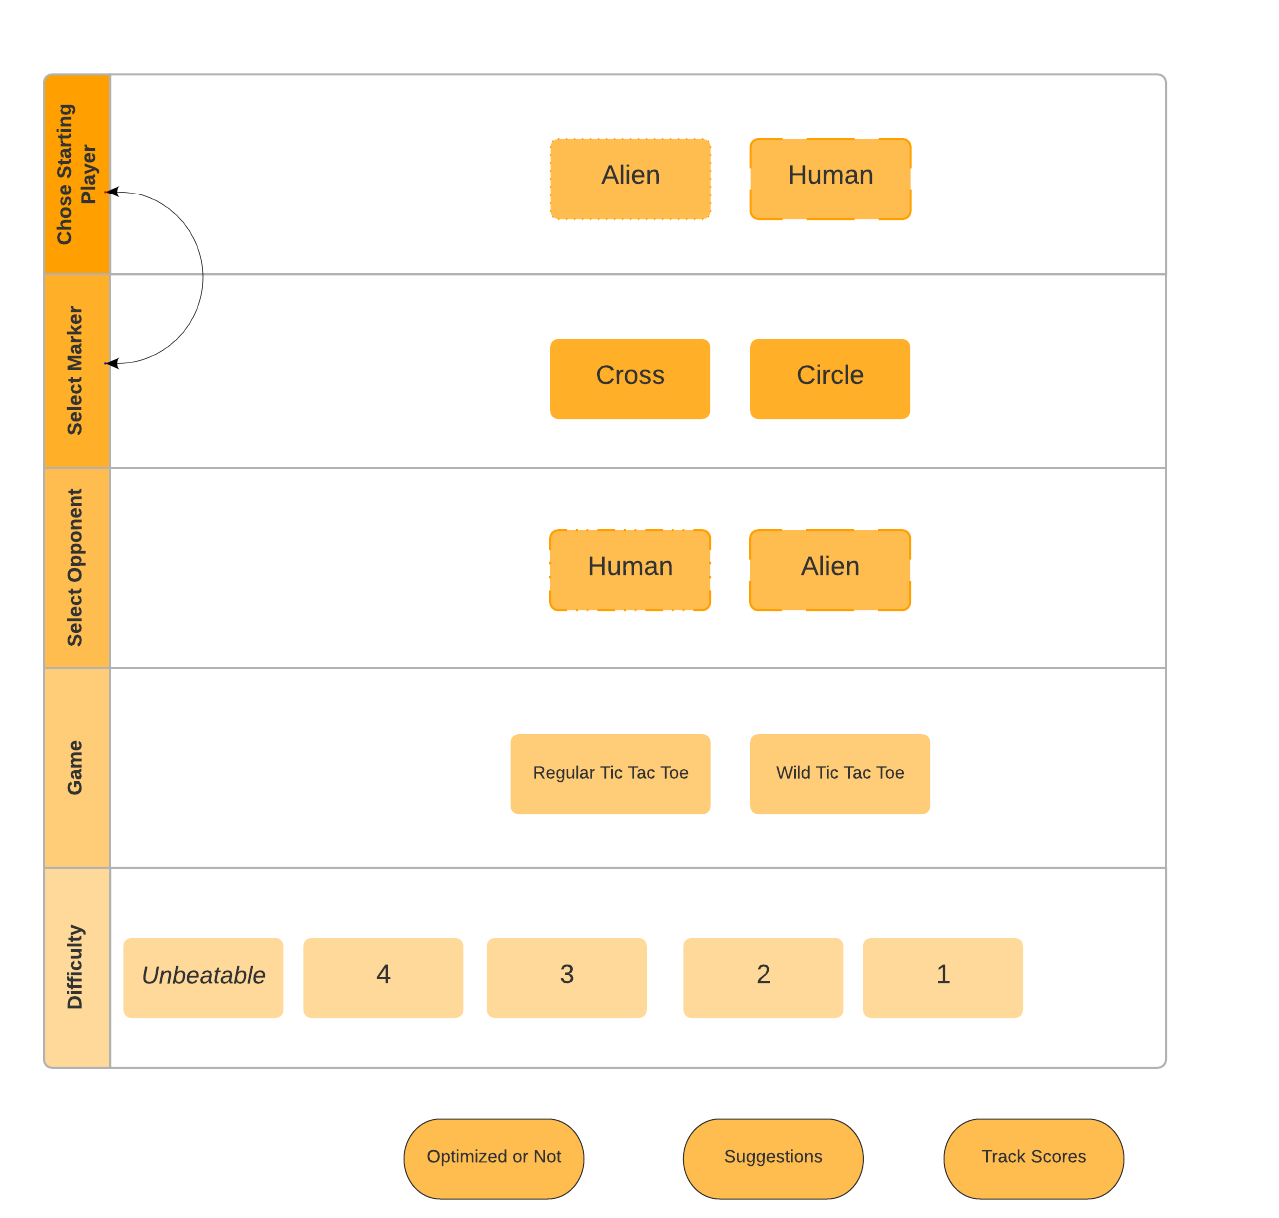 Chose Starting
Player
Alien
Human
Select Marker
Cross
Circle
Select Opponent
Human
Alien
Game
Regular Tic Tac Toe
Wild Tic Tac Toe
Difficulty
Unbeatable
4
3
2
1
Optimized or Not
Suggestions
Track Scores